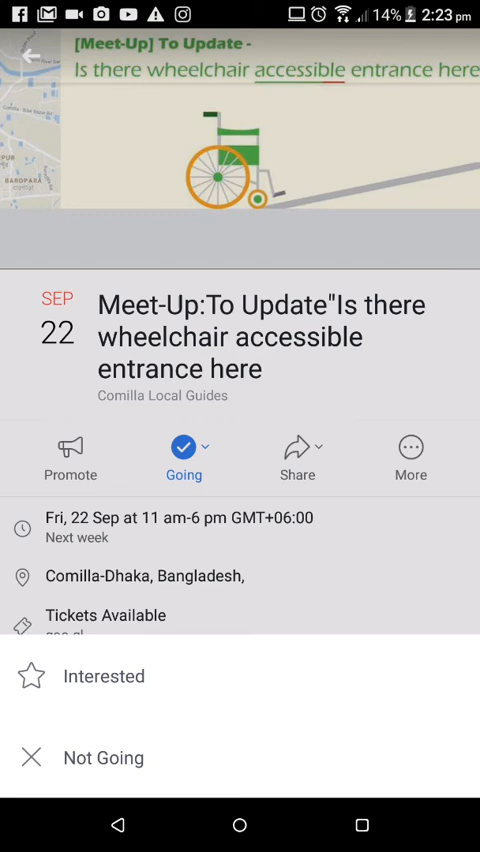 14% 2:23 pm
[Meet-Up] To Update -
Is there wheelchair accessible entrance here
BAROPARA
SEP
22
Meet-Up:To Update"Is there
wheelchair accessible
entrance here
Comilla Local Guides
Promote
Going
Share
More
Fri, 22 Sep at 11 am-6 pm GMT+06:00
Next week
Comilla-Dhaka, Bangladesh,
Tickets Available
Interested
Not Going